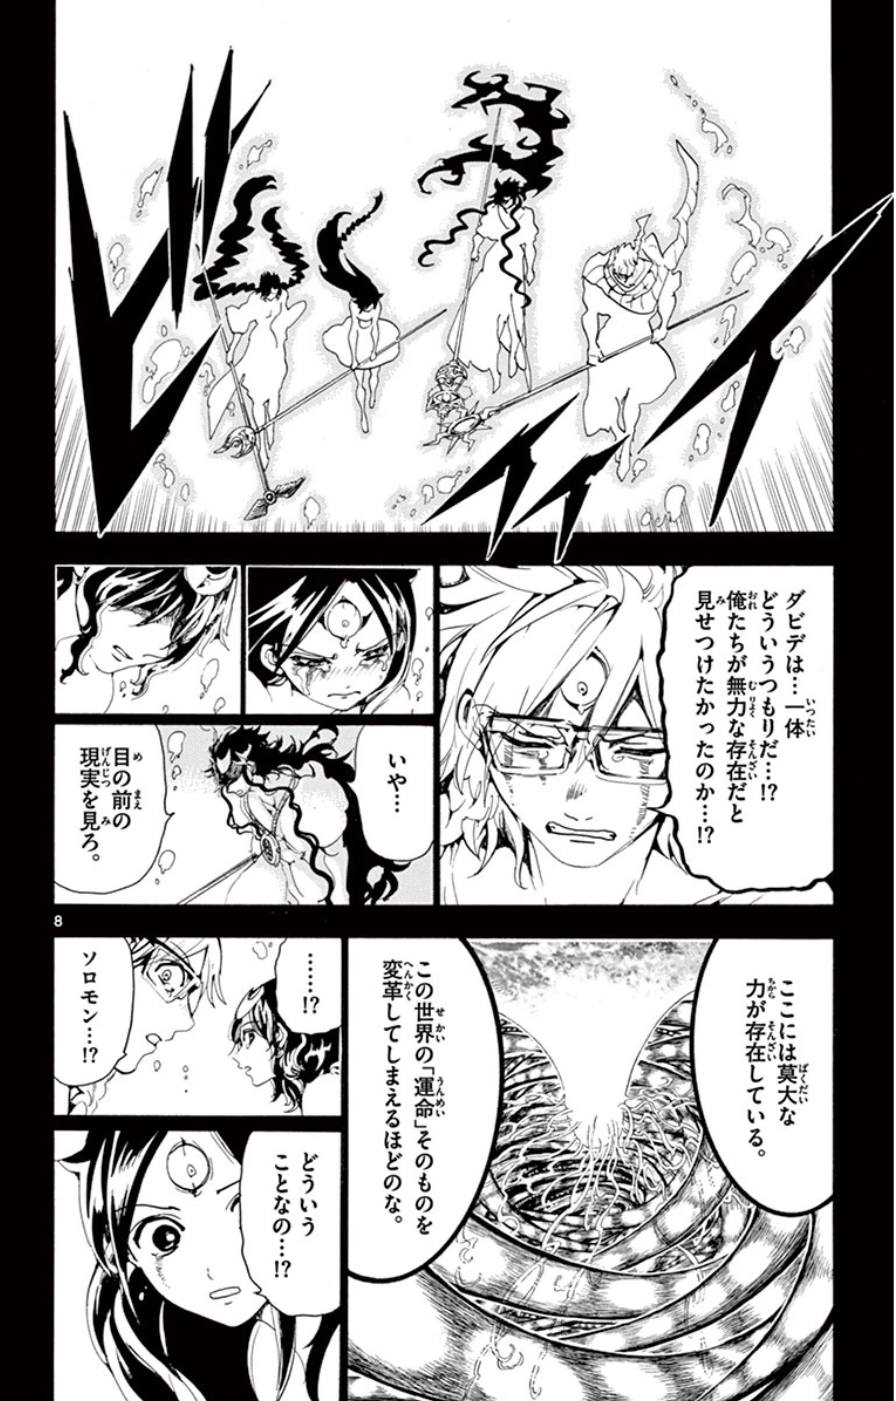 ビュイィ
ダビデは…一体
どういうつもりだ…!?
俺たちが無力な存在だと
見せつけたかったのか…!?
いや…
目の前の
現実を見ろ。
8
ここには莫大な
力が存在している。
この世界の「運命」そのものを
変革してしまえるほどのな。
………!?
ソロモン…!?
どういう
ことなの…!?